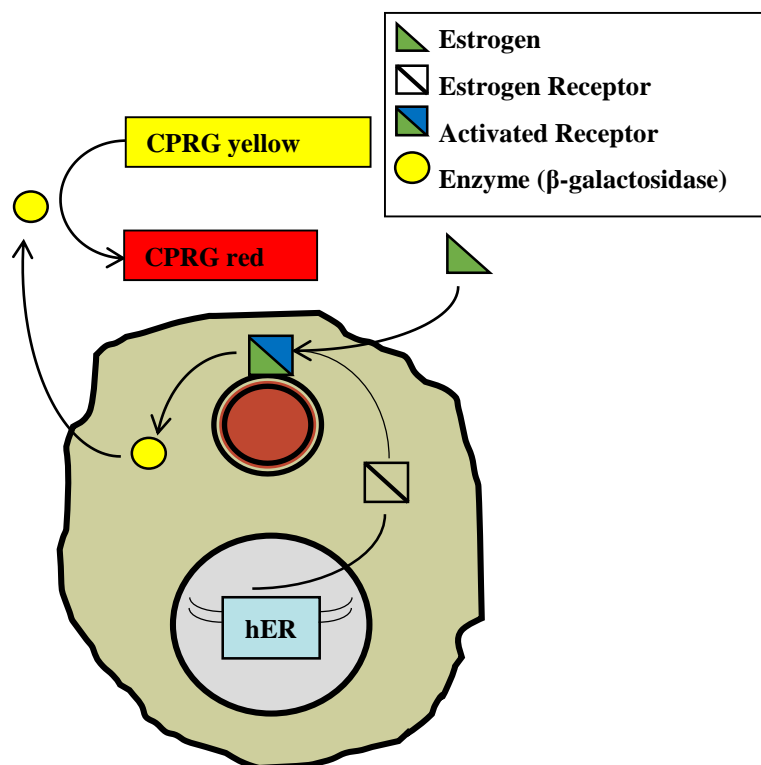 Estrogen
Estrogen Receptor
Activated Receptor
Enzyme (β-galactosidase)
CPRG yellow
CPRG red
hER